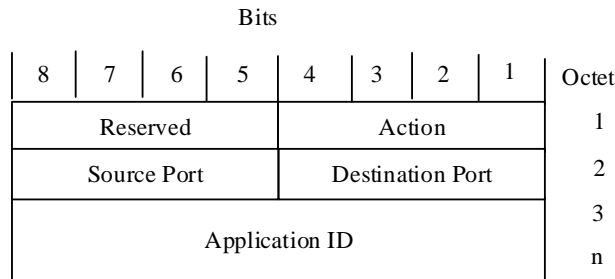 Bits
8 7 6 5 4 3 2 1 Octet
Reserved Action 1
Source Port Destination Port 2
3
Application ID
n